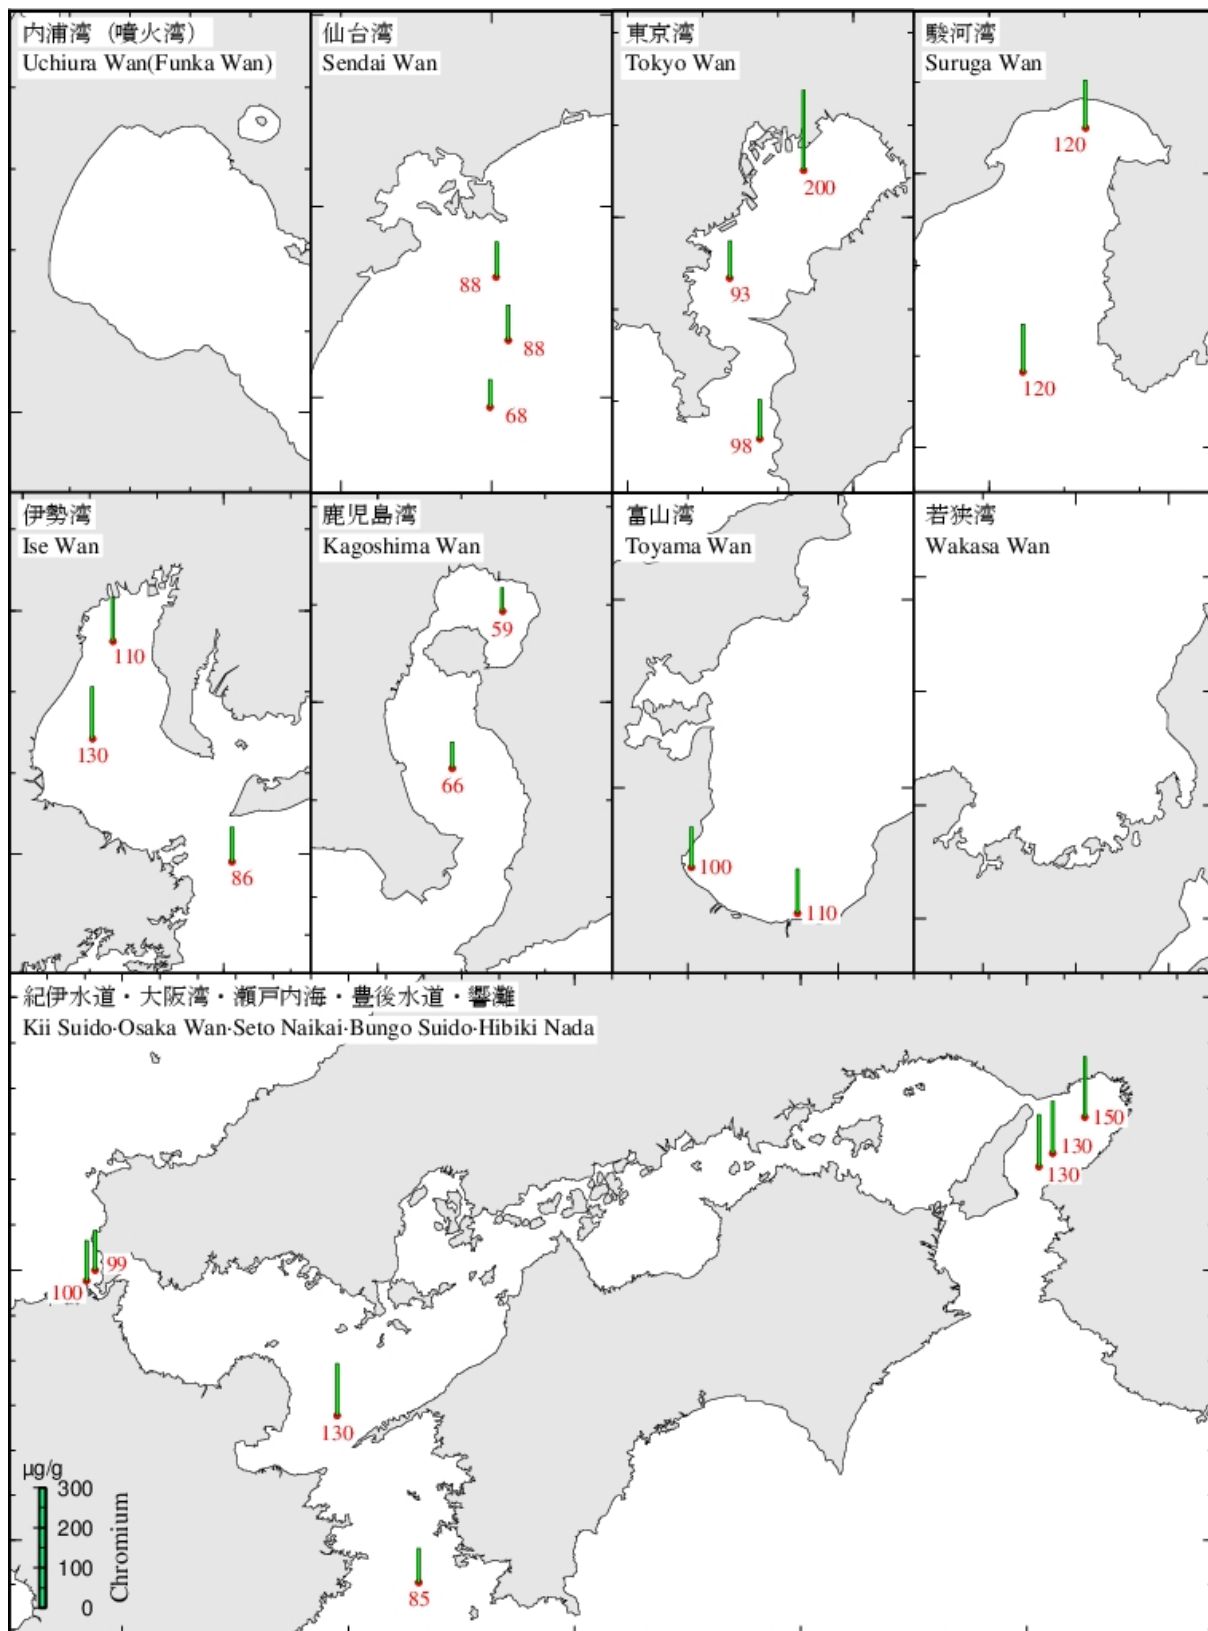 内浦湾（噴火湾）
Uchiura Wan(Funka Wan)
仙台湾
Sendai Wan
88
88
68
東京湾
Tokyo Wan
200
93
98
駿河湾
Suruga Wan
120
120
伊勢湾
Ise Wan
110
130
86
鹿児島湾
Kagoshima Wan
59
66
富山湾
Toyama Wan
100
110
若狭湾
Wakasa Wan
紀伊水道・大阪湾・瀬戸内海・豊後水道・響灘
Kii Suido·Osaka Wan·Seto Naikai·Bungo Suido·Hibiki Nada
150
130
130
99
100
130
85
µg/g
300
200
100
0
Chromium